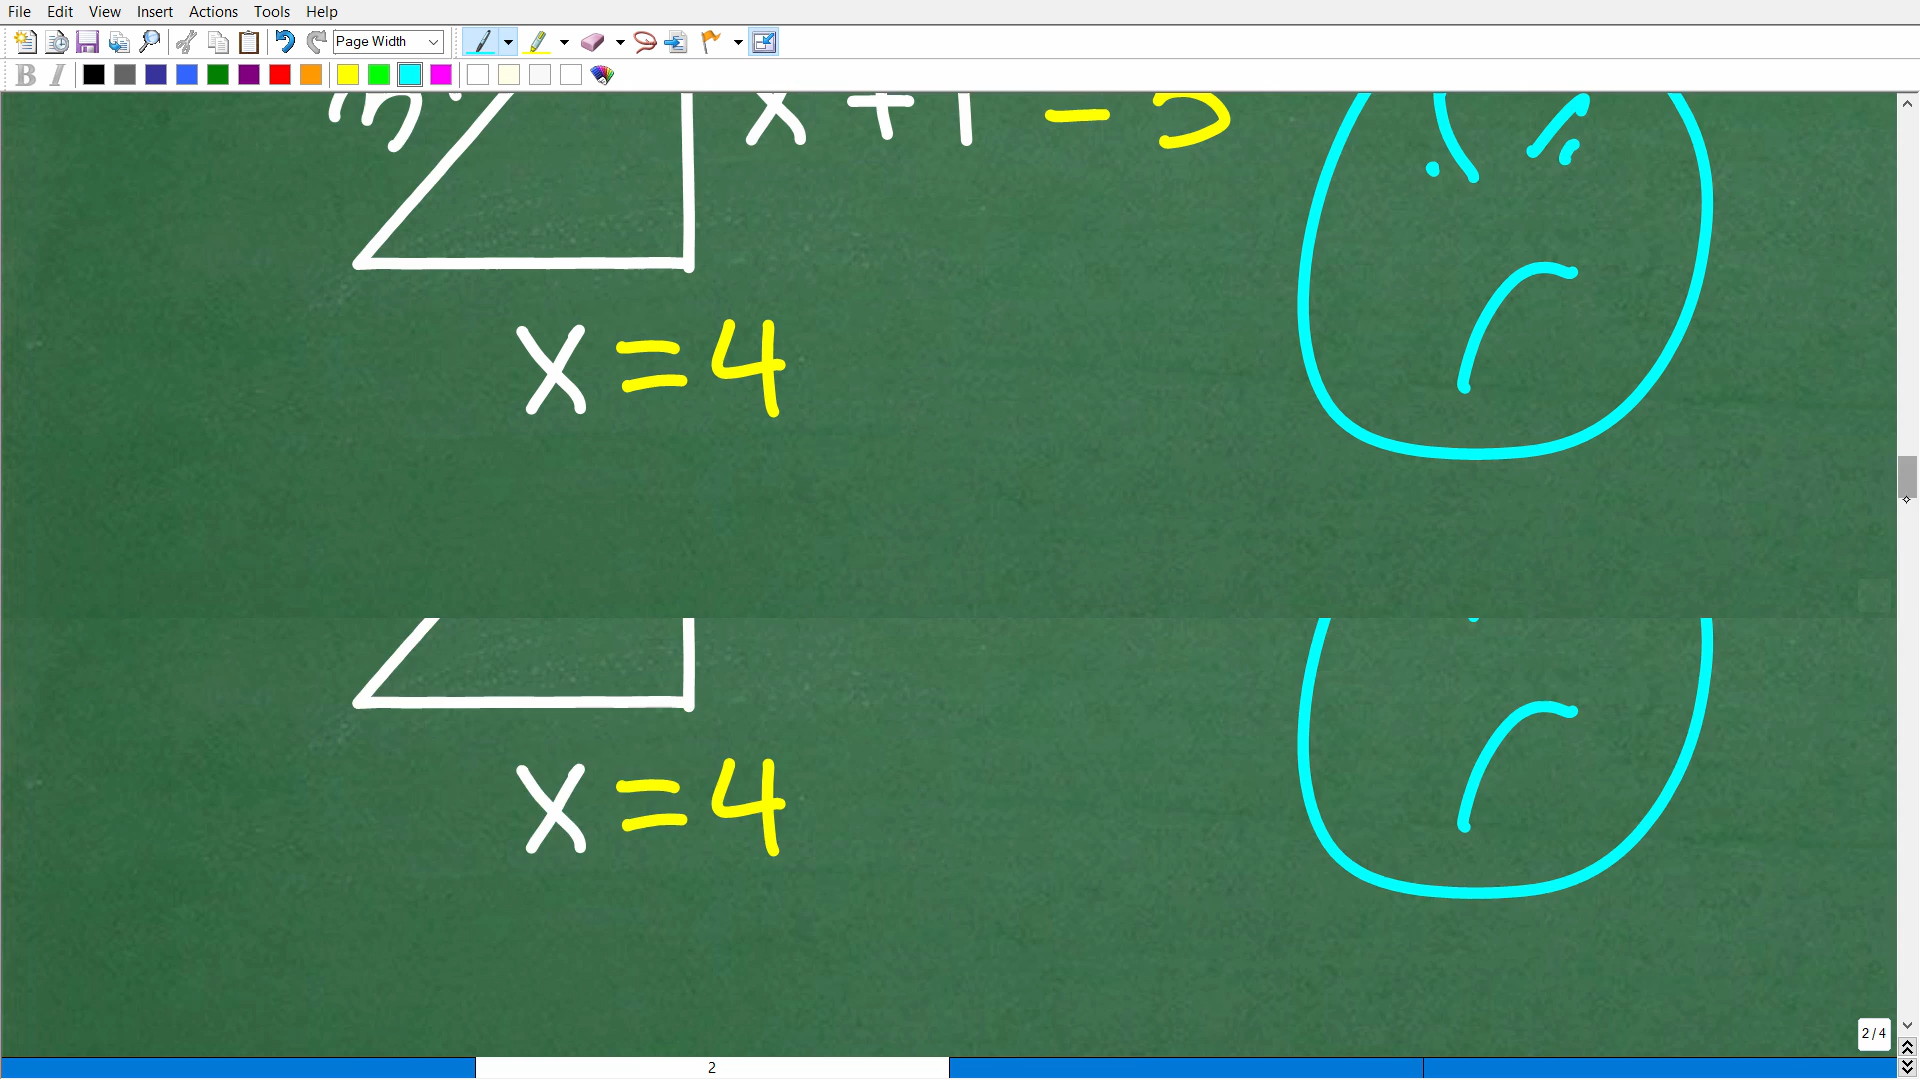 File Edit View Insert Actions Tools Help
Page Width
B I
x + 1 - 5
x = 4
x = 4
2 / 4
2